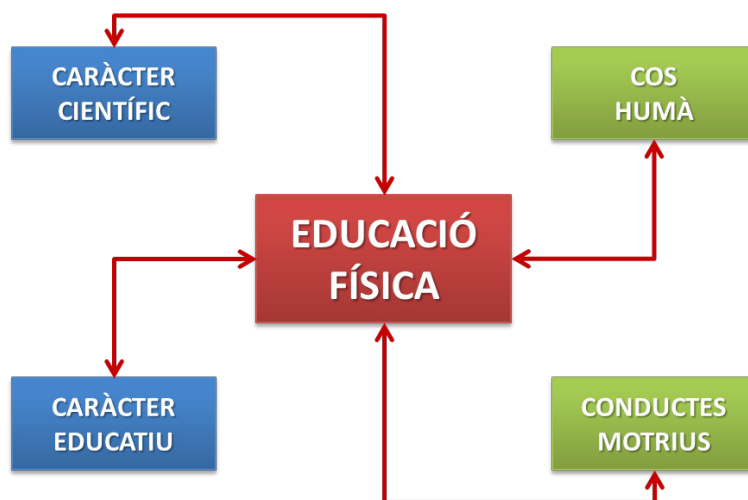 CARÀCTER
CIENTÍFIC
COS
HUMÀ
EDUCACIÓ
FÍSICA
CARÀCTER
EDUCATIU
CONDUCTES
MOTRIUS